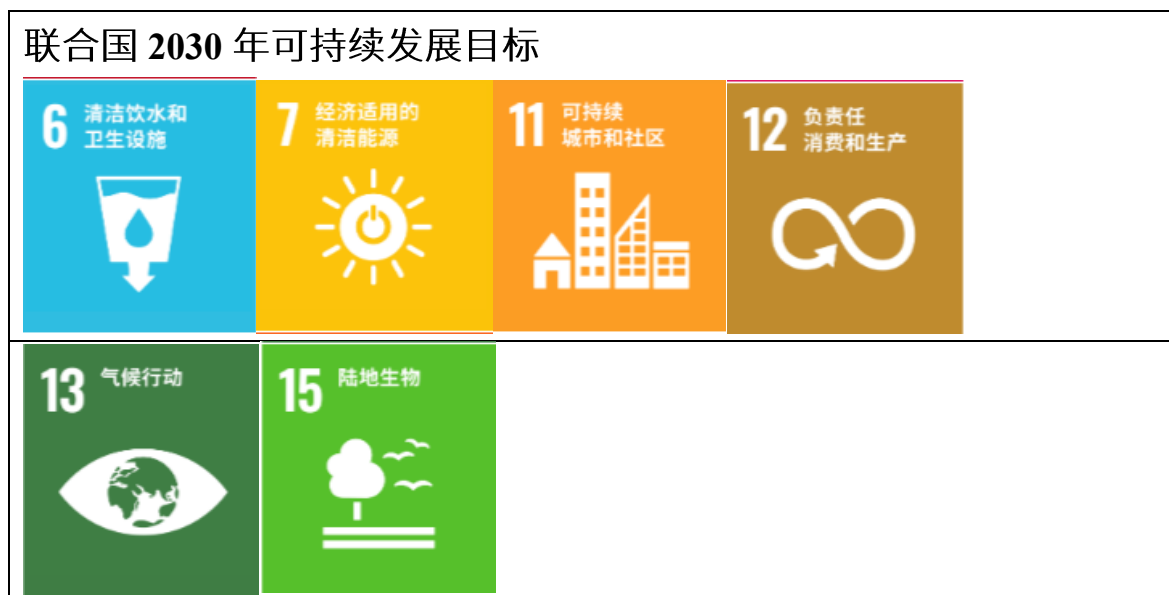 联合国 2030 年可持续发展目标
6 清洁饮水和
卫生设施
7 经济适用的
清洁能源
11 可持续
城市和社区
12 负责任
消费和生产
13 气候行动
15 陆地生物